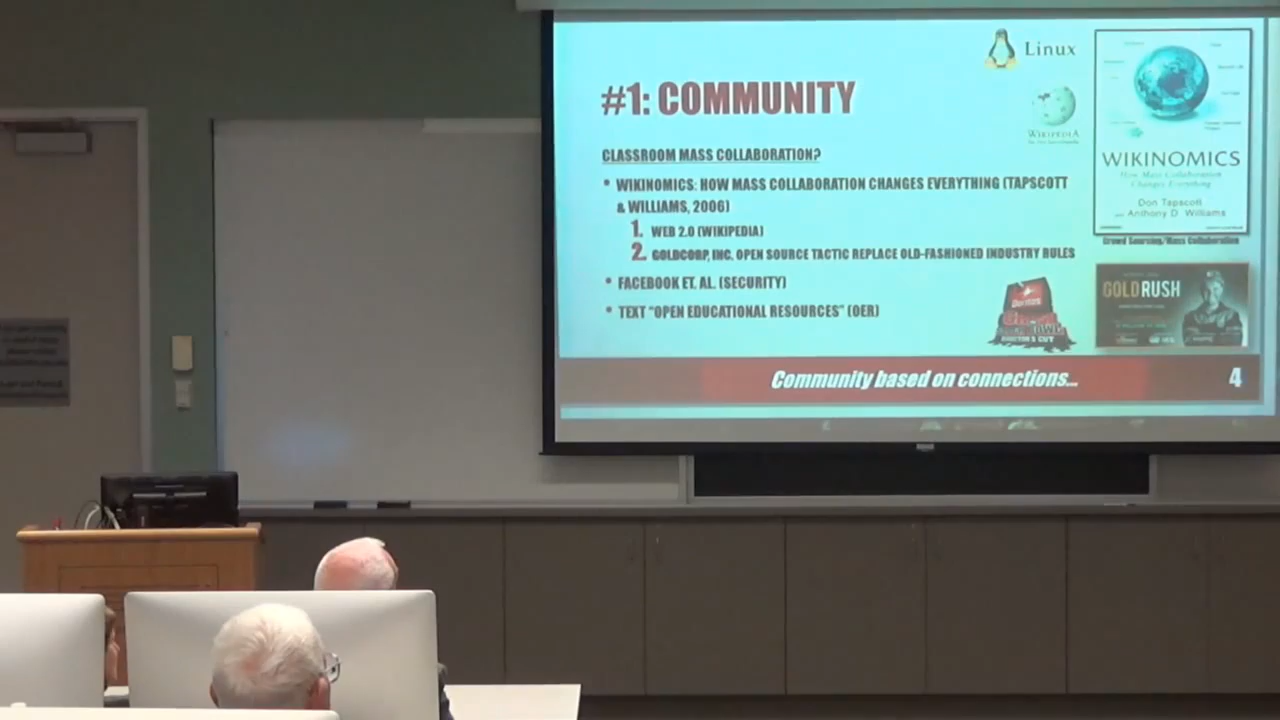 Linux
#1: COMMUNITY
WIKIPEDIA
CLASSROOM MASS COLLABORATION?
• WIKINOMICS: HOW MASS COLLABORATION CHANGES EVERYTHING (TAPSCOTT
& WILLIAMS, 2006)
1. WEB 2.0 (WIKIPEDIA)
2. GOLDCORP, INC. OPEN SOURCE TACTIC REPLACE OLD-FASHIONED INDUSTRY RULES
• FACEBOOK ET. AL. (SECURITY)
• TEXT “OPEN EDUCATIONAL RESOURCES” (OER)
WIKINOMICS
How Mass Collaboration
Changes Everything
Don Tapscott
and Anthony D. Williams
Crowd Sourcing/Mass Collaboration
GOLD RUSH
Doritos
Community based on connections...
4